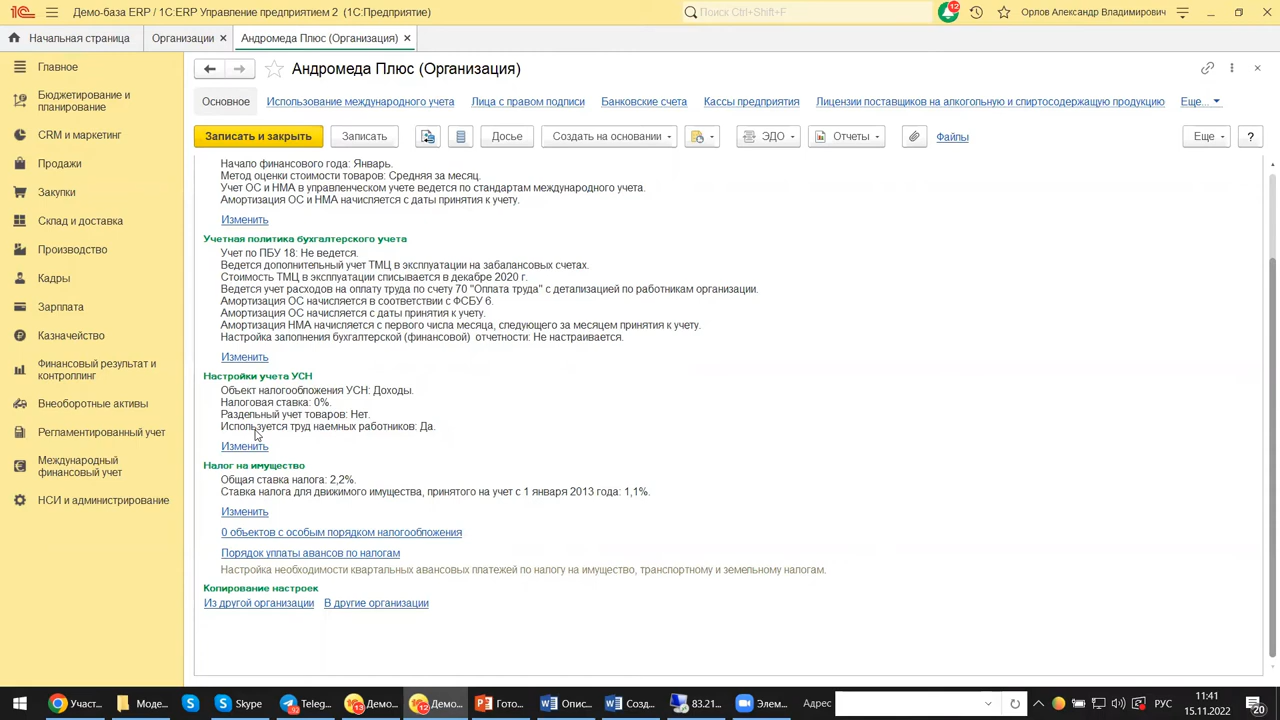 Демо-база ERP / 1С:ERP Управление предприятием 2 (1С:Предприятие)
Поиск Ctrl+Shift+F
12
Орлов Александр Владимирович
Начальная страница
Организации
Андромеда Плюс (Организация)
Главное
Бюджетирование и
планирование
CRM и маркетинг
Продажи
Закупки
Склад и доставка
Производство
Кадры
Зарплата
Казначейство
Финансовый результат и
контроллинг
Внеоборотные активы
Регламентированный учет
Международный
финансовый учет
НСИ и администрирование
Андромеда Плюс (Организация)
Основное Использование международного учета Лица с правом подписи Банковские счета Кассы предприятия Лицензии поставщиков на алкогольную и спиртосодержащую продукцию Еще...
Записать и закрыть Записать Досье Создать на основании ЭДО Отчеты Файлы Еще ?
Начало финансового года: Январь.
Метод оценки стоимости товаров: Средняя за месяц.
Учет ОС и НМА в управленческом учете ведется по стандартам международного учета.
Амортизация ОС и НМА начисляется с даты принятия к учету.
Изменить
Учетная политика бухгалтерского учета
Учет по ПБУ 18: Не ведется.
Ведется дополнительный учет ТМЦ в эксплуатации на забалансовых счетах.
Стоимость ТМЦ в эксплуатации списывается в декабре 2020 г.
Ведется учет расходов на оплату труда по счету 70 "Оплата труда" с детализацией по работникам организации.
Амортизация ОС начисляется в соответствии с ФСБУ 6.
Амортизация ОС начисляется с даты принятия к учету.
Амортизация НМА начисляется с первого числа месяца, следующего за месяцем принятия к учету.
Настройка заполнения бухгалтерской (финансовой) отчетности: Не настраивается.
Изменить
Настройки учета УСН
Объект налогообложения УСН: Доходы.
Налоговая ставка: 0%.
Раздельный учет товаров: Нет.
Используется труд наемных работников: Да.
Изменить
Налог на имущество
Общая ставка налога: 2,2%.
Ставка налога для движимого имущества, принятого на учет с 1 января 2013 года: 1,1%.
Изменить
0 объектов с особым порядком налогообложения
Порядок уплаты авансов по налогам
Настройка необходимости квартальных авансовых платежей по налогу на имущество, транспортному и земельному налогам.
Копирование настроек
Из другой организации В другие организации
Участ... Моде... Skype Teleg... Демо... Демо... Гото... Опис... Созд... 83.21... Элем... Адрес РУС
11:41
15.11.2022
20